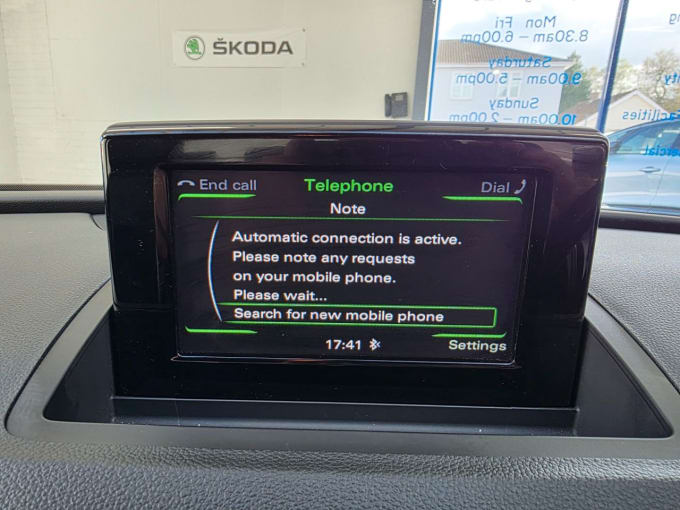 ŠKODA
Mon Fri
8.30am – 6.00pm
Saturday
9.00am – 5.00pm
Sunday
10.00am – 2.00pm
End call
Telephone
Dial
Note
Automatic connection is active.
Please note any requests
on your mobile phone.
Please wait...
Search for new mobile phone
17:41
Settings